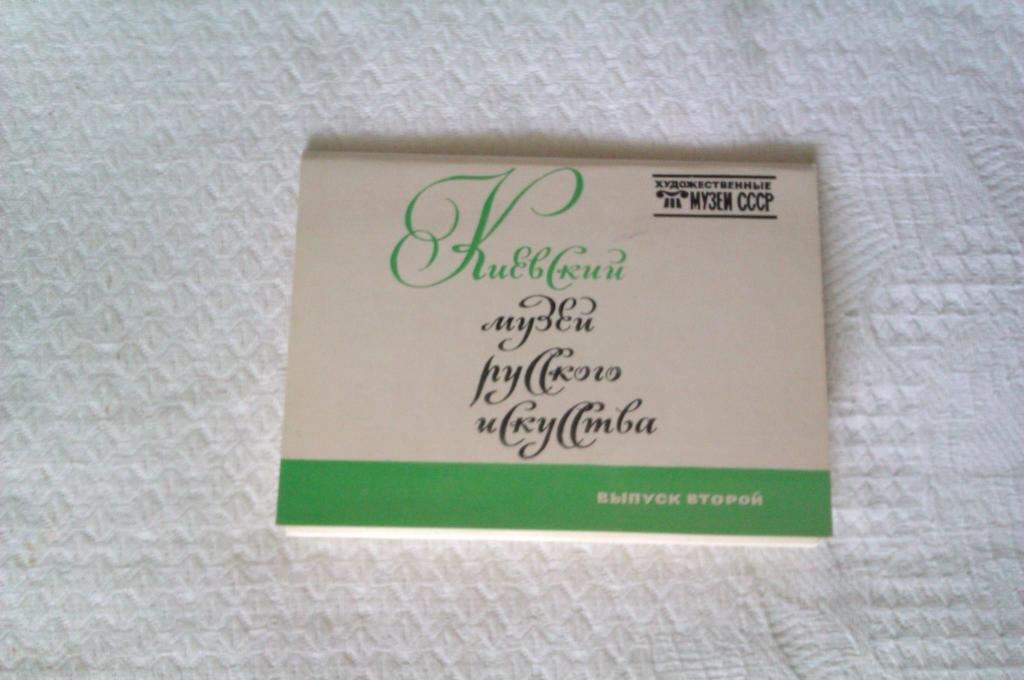 ХУДОЖЕСТВЕННЫЕ
МУЗЕИ СССР
Киевский
музей
русского
искусства
ВЫПУСК ВТОРОЙ